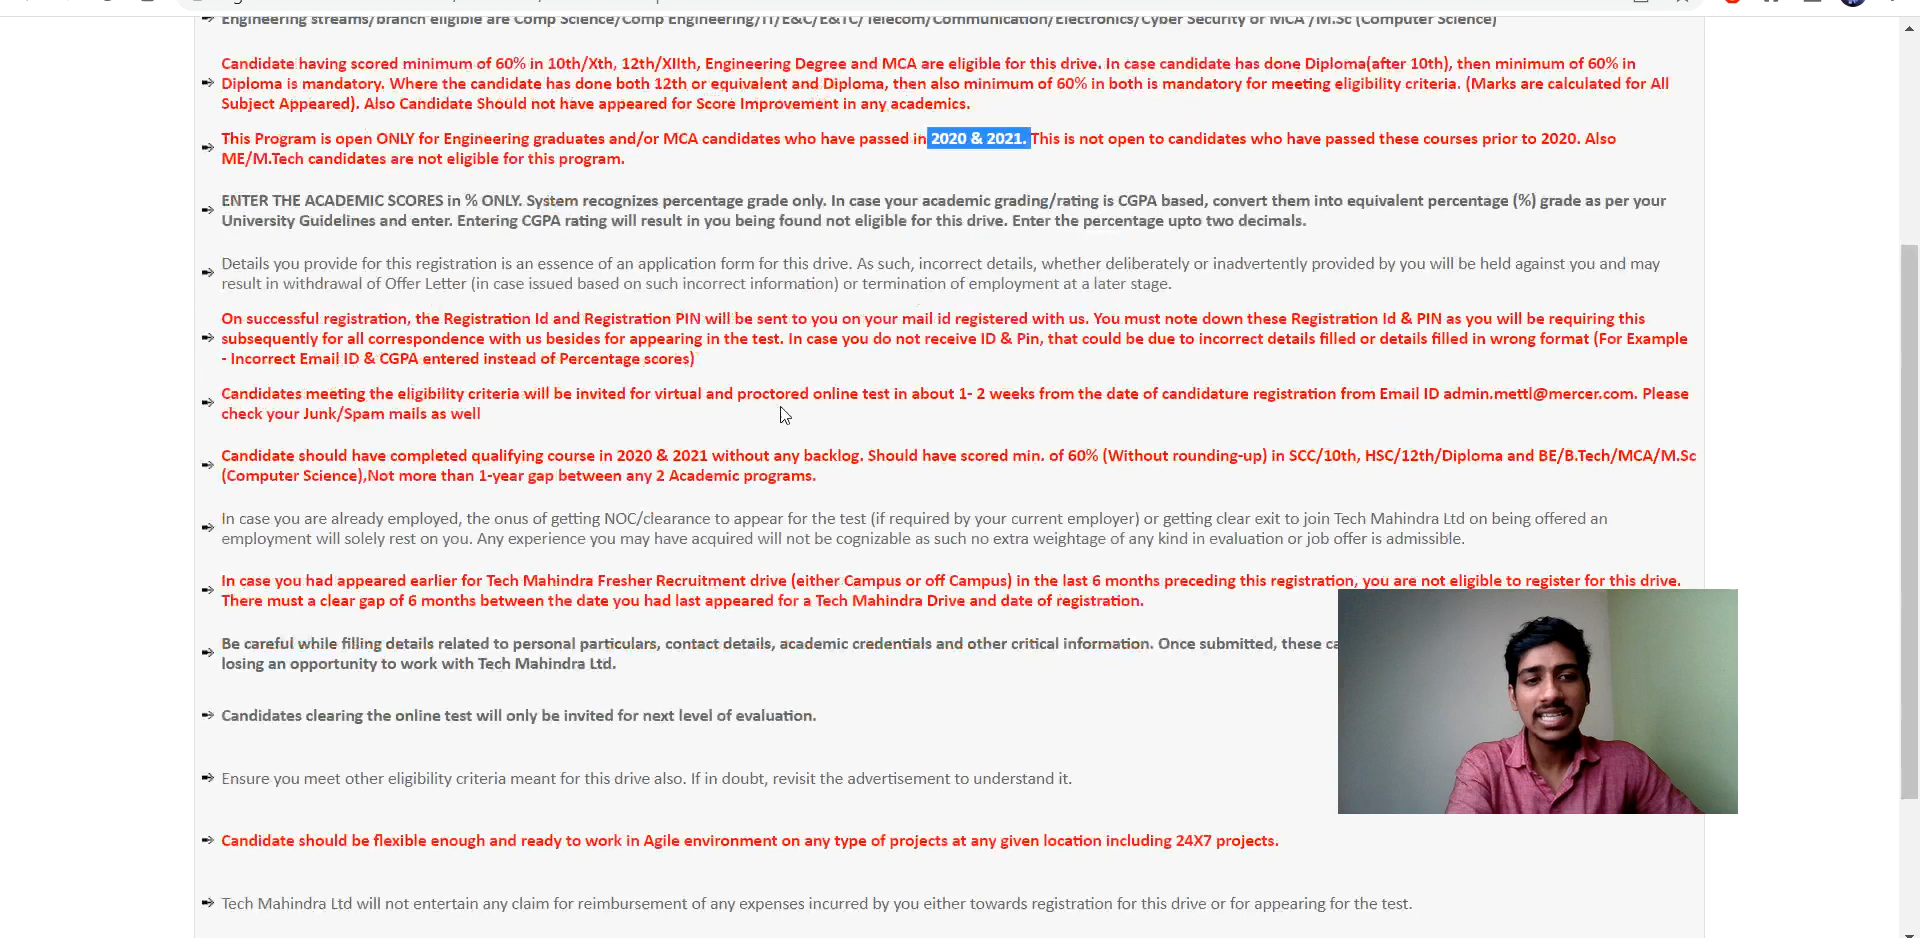 Engineering streams/branch eligible are Comp Science/Comp Engineering/IT/E&C/E&TC/Telecom/Communication/Electronics/Cyber Security or MCA /M.Sc (Computer Science)
Candidate having scored minimum of 60% in 10th/Xth, 12th/XIIth, Engineering Degree and MCA are eligible for this drive. In case candidate has done Diploma(after 10th), then minimum of 60% in
Diploma is mandatory. Where the candidate has done both 12th or equivalent and Diploma, then also minimum of 60% in both is mandatory for meeting eligibility criteria. (Marks are calculated for All
Subject Appeared). Also Candidate Should not have appeared for Score Improvement in any academics.
This Program is open ONLY for Engineering graduates and/or MCA candidates who have passed in 2020 & 2021. This is not open to candidates who have passed these courses prior to 2020. Also
ME/M.Tech candidates are not eligible for this program.
ENTER THE ACADEMIC SCORES in % ONLY. System recognizes percentage grade only. In case your academic grading/rating is CGPA based, convert them into equivalent percentage (%) grade as per your
University Guidelines and enter. Entering CGPA rating will result in you being found not eligible for this drive. Enter the percentage upto two decimals.
Details you provide for this registration is an essence of an application form for this drive. As such, incorrect details, whether deliberately or inadvertently provided by you will be held against you and may
result in withdrawal of Offer Letter (in case issued based on such incorrect information) or termination of employment at a later stage.
On successful registration, the Registration Id and Registration PIN will be sent to you on your mail id registered with us. You must note down these Registration Id & PIN as you will be requiring this
subsequently for all correspondence with us besides for appearing in the test. In case you do not receive ID & Pin, that could be due to incorrect details filled or details filled in wrong format (For Example
- Incorrect Email ID & CGPA entered instead of Percentage scores)
Candidates meeting the eligibility criteria will be invited for virtual and proctored online test in about 1- 2 weeks from the date of candidature registration from Email ID admin.mettl@mercer.com. Please
check your Junk/Spam mails as well
Candidate should have completed qualifying course in 2020 & 2021 without any backlog. Should have scored min. of 60% (Without rounding-up) in SCC/10th, HSC/12th/Diploma and BE/B.Tech/MCA/M.Sc
(Computer Science),Not more than 1-year gap between any 2 Academic programs.
In case you are already employed, the onus of getting NOC/clearance to appear for the test (if required by your current employer) or getting clear exit to join Tech Mahindra Ltd on being offered an
employment will solely rest on you. Any experience you may have acquired will not be cognizable as such no extra weightage of any kind in evaluation or job offer is admissible.
In case you had appeared earlier for Tech Mahindra Fresher Recruitment drive (either Campus or off Campus) in the last 6 months preceding this registration, you are not eligible to register for this drive.
There must a clear gap of 6 months between the date you had last appeared for a Tech Mahindra Drive and date of registration.
Be careful while filling details related to personal particulars, contact details, academic credentials and other critical information. Once submitted, these ca
losing an opportunity to work with Tech Mahindra Ltd.
Candidates clearing the online test will only be invited for next level of evaluation.
Ensure you meet other eligibility criteria meant for this drive also. If in doubt, revisit the advertisement to understand it.
Candidate should be flexible enough and ready to work in Agile environment on any type of projects at any given location including 24X7 projects.
Tech Mahindra Ltd will not entertain any claim for reimbursement of any expenses incurred by you either towards registration for this drive or for appearing for the test.